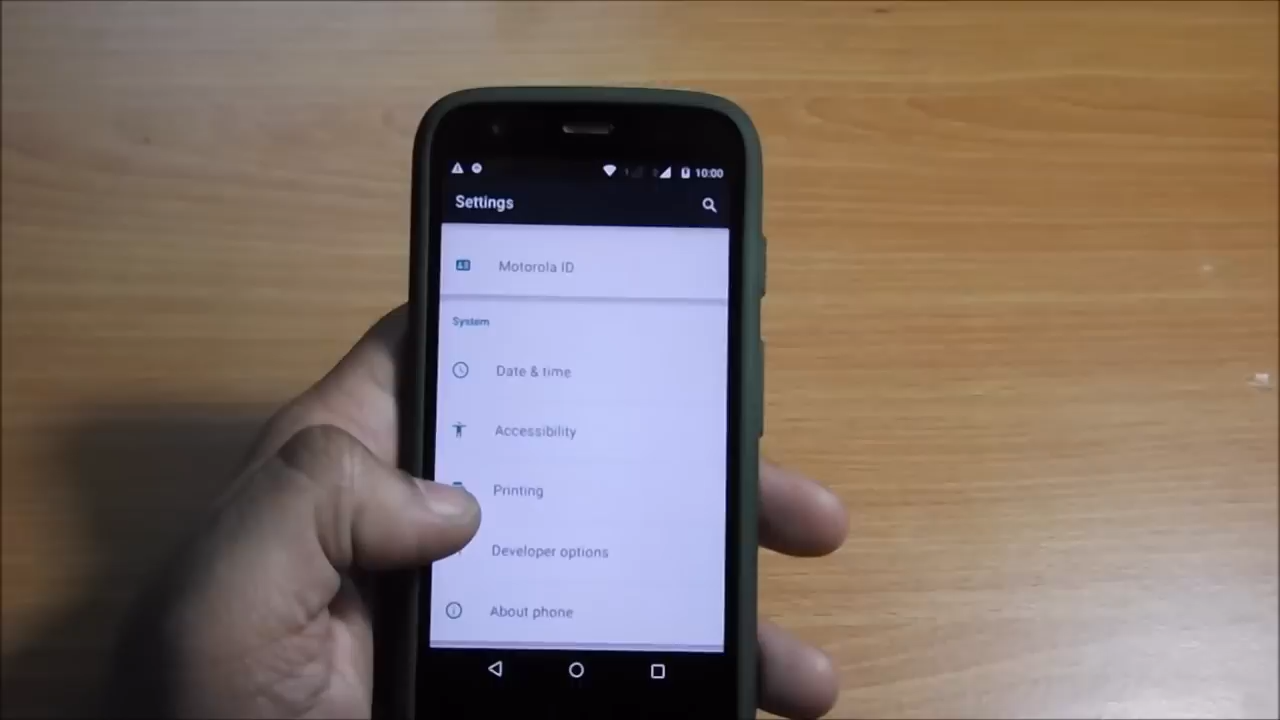 10:00
Settings
Motorola ID
System
Date & time
Accessibility
Printing
Developer options
About phone